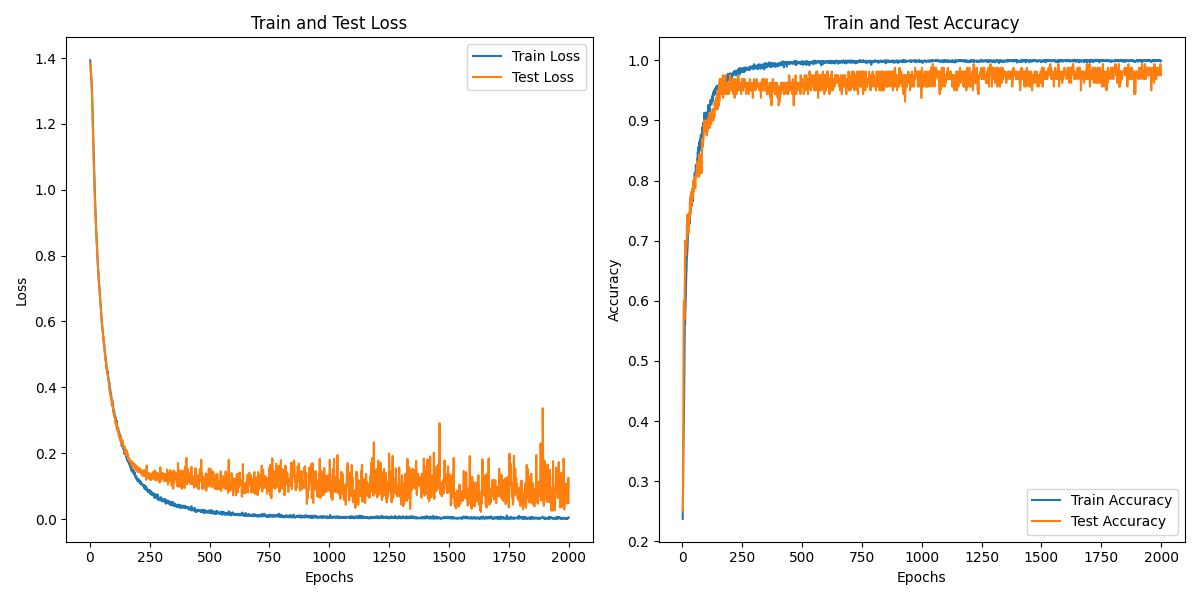 Train and Test Loss
Train Loss
Test Loss
1.4
1.2
1.0
0.8
0.6
0.4
0.2
0.0
Loss
0 250 500 750 1000 1250 1500 1750 2000
Epochs
Train and Test Accuracy
1.0
0.9
0.8
0.7
0.6
0.5
0.4
0.3
0.2
Accuracy
Train Accuracy
Test Accuracy
0 250 500 750 1000 1250 1500 1750 2000
Epochs